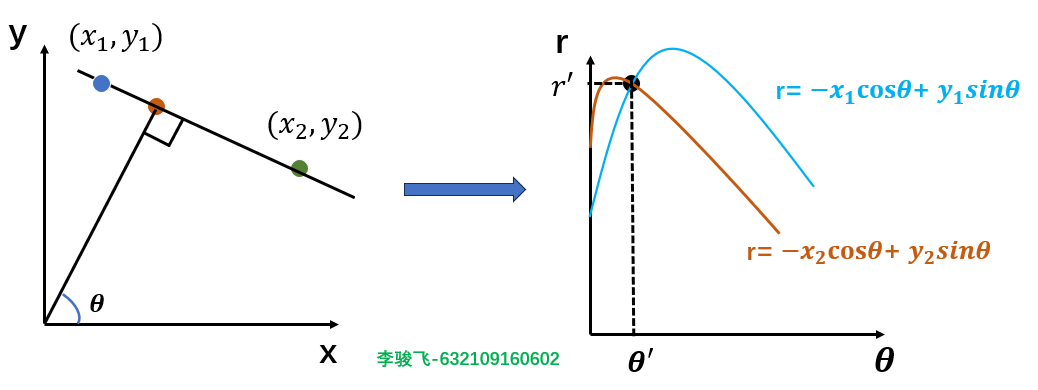 y
(x₁, y₁)
(x₂, y₂)
θ
x
r
r′
r= −x₁cosθ+ y₁sinθ
r= −x₂cosθ+ y₂sinθ
θ′
θ
李骏飞-632109160602